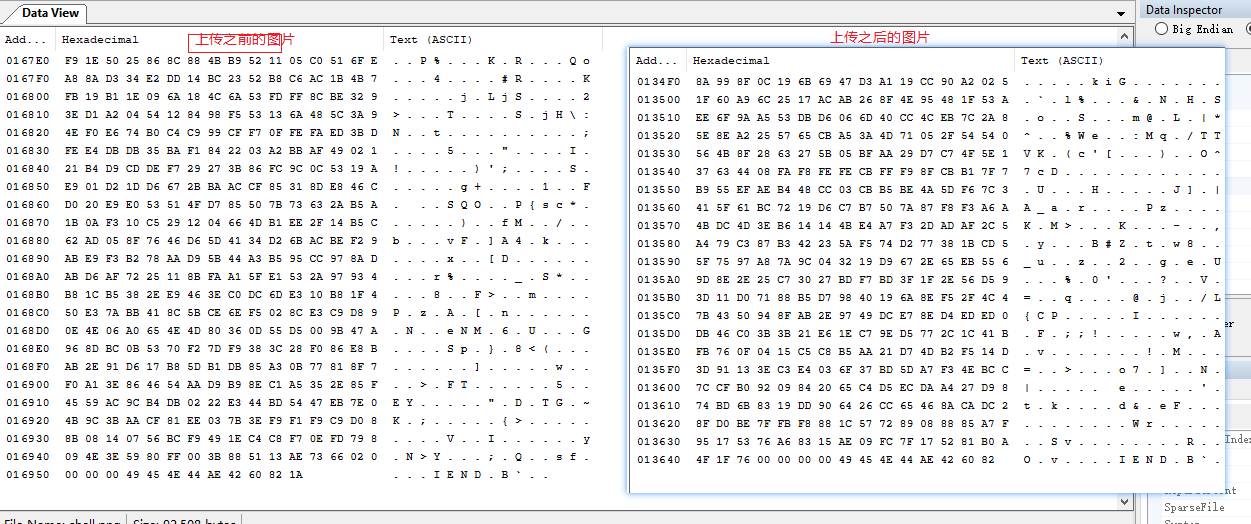 Data View
Data Inspector
Big Endian
Add... Hexadecimal 上传之前的图片 Text (ASCII)
0167E0 F9 1E 50 25 86 8C 88 4B B9 52 11 05 C0 51 6F E . . P % . . . K . R . . . Q o
0167F0 A8 8A D3 34 E2 DD 14 BC 23 52 B8 C6 AC 1B 4B 7 . . . 4 . . . . # R . . . . K
016800 FB 19 B1 1E 09 6A 18 4C 6A 53 FD FF 8C BE 32 9 . . . . . j . L j S . . . . 2
016810 3E D1 A2 04 54 12 84 98 F5 53 13 6A 48 5C 3A 9 > . . . T . . . . S . j H \ :
016820 4E F0 E6 74 B0 C4 C9 99 CF F7 0F FE FA ED 3B D N . . t . . . . . . . . . . ;
016830 FE E4 DB DB 35 BA F1 84 22 03 A2 BB AF 49 02 1 . . . . 5 . . . " . . . . I .
016840 21 B4 D9 CD DE F7 29 27 3B 86 FC 9C 0C 53 19 A ! . . . . . ) ' ; . . . . S .
016850 E9 01 D2 1D D6 67 2B BA AC CF 85 31 8D E8 46 C . . . . . g + . . . . 1 . . F
016860 D0 20 E9 E0 53 51 4F D7 85 50 7B 73 63 2A B5 A . . . S Q O . . P { s c * .
016870 1B 0A F3 10 C5 29 12 04 66 4D B1 EE 2F 14 B5 C . . . . . ) . . f M . . / . .
016880 62 AD 05 8F 76 46 D6 5D 41 34 D2 6B AC BE F2 9 b . . . v F . ] A 4 . k . . .
016890 AB E9 F3 B2 78 AA D9 5B 44 A3 B5 95 CC 97 8A D . . . . x . . [ D . . . . . .
0168A0 AB D6 AF 72 25 11 8B FA A1 5F E1 53 2A 97 93 4 . . . r % . . . . _ . S * . .
0168B0 B8 1C B5 38 2E E9 46 3E C0 DC 6D E3 10 B8 1F 4 . . . 8 . . F > . . m . . . .
0168C0 50 E3 7A BB 41 8C 5B CE 6E F5 02 8C E3 C9 D8 9 P . z . A . [ . n . . . . . .
0168D0 0E 4E 06 A0 65 4E 4D 80 36 0D 55 D5 00 9B 47 A . N . . e N M . 6 . U . . . G
0168E0 96 8D BC 0B 53 70 F2 7D F9 38 3C 28 F0 86 E8 B . . . . S p . } . 8 < ( . . .
0168F0 AB 2E 91 D6 17 B8 5D B1 DB 85 A3 0B 77 81 8F 7 . . . . . . ] . . . . . w . .
016900 F0 A1 3E 86 46 54 AA D9 B9 8E C1 A5 35 2E 85 F . . > . F T . . . . . . 5 . .
016910 45 59 AC 9C B4 DB 02 22 E3 44 BD 54 47 EB 7E 0 E Y . . . . . " . D . T G . ~
016920 4B 9C 3B AA CF 81 EE 03 7B 3E F9 F1 F9 C9 D0 8 K . ; . . . . . { > . . . . .
016930 8B 08 14 07 56 BC F9 49 1E C4 C8 F7 0E FD 79 8 . . . . V . . I . . . . . . y
016940 09 4E 3E 59 80 FF 00 3B 88 51 13 AE 73 66 02 0 . N > Y . . . ; . Q . . s f .
016950 00 00 00 49 45 4E 44 AE 42 60 82 1A . . . I E N D . B ` . .
上传之后的图片
Add... Hexadecimal Text (ASCII)
0134F0 8A 99 8F 0C 19 6B 69 47 D3 A1 19 CC 90 A2 02 5 . . . . . k i G . . . . . . .
013500 1F 60 A9 6C 25 17 AC AB 26 8F 4E 95 48 1F 53 A . ` . l % . . . & . N . H . S
013510 EE 6F 9A A5 53 DB D6 06 6D 40 CC 4C EB 7C 2A 8 . o . . S . . . m @ . L . | *
013520 5E 8E A2 25 57 65 CB A5 3A 4D 71 05 2F 54 54 0 ^ . . % W e . . : M q . / T T
013530 56 4B 8F 28 63 27 5B 05 BF AA 29 D7 C7 4F 5E 1 V K . ( c ' [ . . . ) . . O ^
013540 37 63 44 08 FA F8 FE FE CB FF F9 8F CB B1 7F 7 7 c D . . . . . . . . . . . .
013550 B9 55 EF AE B4 48 CC 03 CB B5 BE 4A 5D F6 7C 3 . U . . . H . . . . . J ] . |
013560 41 5F 61 BC 72 19 D6 C7 B7 50 7A 87 F8 F3 A6 A A _ a . r . . . . P z . . . .
013570 4B DC 4D 3E B6 14 14 4B E4 A7 F3 2D AD AF 2C 5 K . M > . . . K . . . - . . ,
013580 A4 79 C3 87 B3 42 23 5A F5 74 D2 77 38 1B CD 5 . y . . . B # Z . t . w 8 . .
013590 5F 75 97 A8 7A 9C 04 32 19 D9 67 2E 65 EB 55 6 _ u . . z . . 2 . . g . e . U
0135A0 9D 8E 2E 25 C7 30 27 BD F7 BD 3F 1F 2E 56 D5 9 . . . % . 0 ' . . . ? . . V .
0135B0 3D 11 D0 71 88 B5 D7 98 40 19 6A 8E F5 2F 4C 4 = . . q . . . . @ . j . . / L
0135C0 7B 43 50 94 8F AB 2E 97 49 DC E7 8E D4 ED ED 0 { C P . . . . . I . . . . . .
0135D0 DB 46 C0 3B 3B 21 E6 1E C7 9E D5 77 2C 1C 41 B . F . ; ; ! . . . . . w , . A
0135E0 FB 76 0F 04 15 C5 C8 B5 AA 21 D7 4D B2 F5 14 D . v . . . . . . . ! . M . . .
0135F0 3D 91 13 3E C3 E4 03 6F 37 BD 5D A7 F3 4E BC C = . . > . . . o 7 . ] . . N .
013600 7C CF B0 92 09 84 20 65 C4 D5 EC DA A4 27 D9 8 | . . . . . e . . . . . ' .
013610 74 BD 6B 83 19 DD 90 64 26 CC 65 46 8A CA DC 2 t . k . . . . d & . e F . . .
013620 8F D0 BE 7F FB F8 88 1C 57 72 89 08 88 85 A7 F . . . . . . . . W r . . . . .
013630 95 17 53 76 A6 83 15 AE 09 FC 7F 17 52 81 B0 A . . S v . . . . . . . . R . .
013640 4F 1F 76 00 00 00 00 49 45 4E 44 AE 42 60 82 O . v . . . . I E N D . B ` .
SparseFile